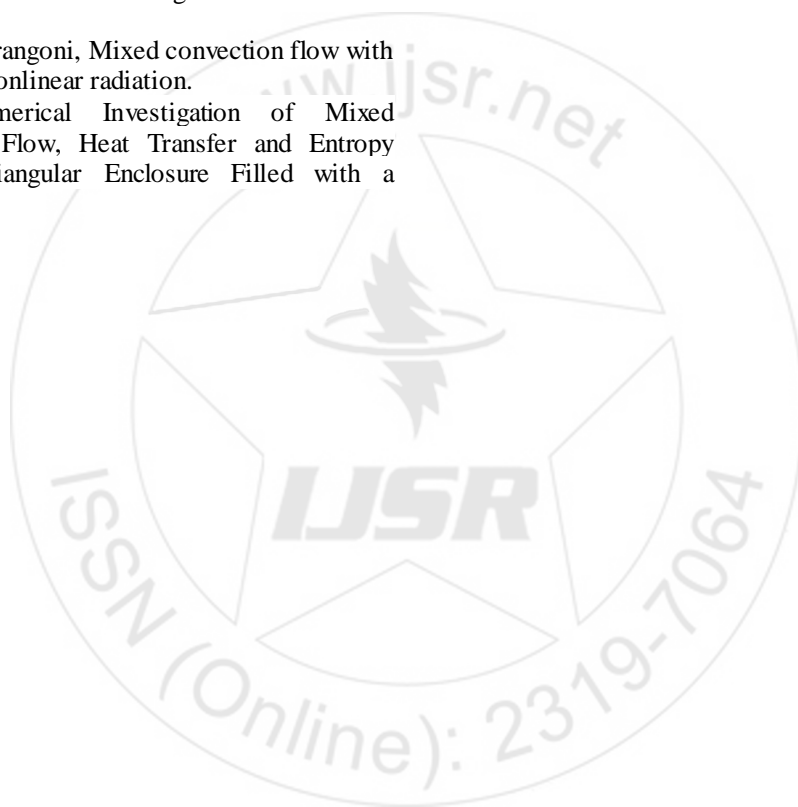 rangoni, Mixed convection flow with
onlinear radiation.
merical Investigation of Mixed
Flow, Heat Transfer and Entropy
iangular Enclosure Filled with a
www.ijsr.net
IJSR
ISSN (Online): 2319-7064